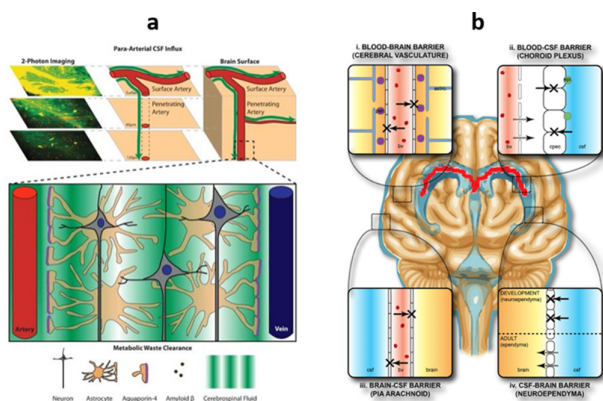 a
Para-Arterial CSF Influx
2-Photon Imaging
Brain Surface
Surface Artery
Penetrating
Artery
Surface Artery
Penetrating
Artery
Artery
Vein
Metabolic Waste Clearance
Neuron
Astrocyte
Aquaporin-4
Amyloid β
Cerebrospinal Fluid
b
i. BLOOD-BRAIN BARRIER
(CEREBRAL VASCULATURE)
bv
ii. BLOOD-CSF BARRIER
(CHOROID PLEXUS)
bv
cpec
csf
csf
bv
brain
iii. BRAIN-CSF BARRIER
(PIA ARACHNOID)
DEVELOPMENT
(neuroependyma)
ADULT
(ependyma)
brain
csf
iv. CSF-BRAIN BARRIER
(NEUROEPENDYMA)